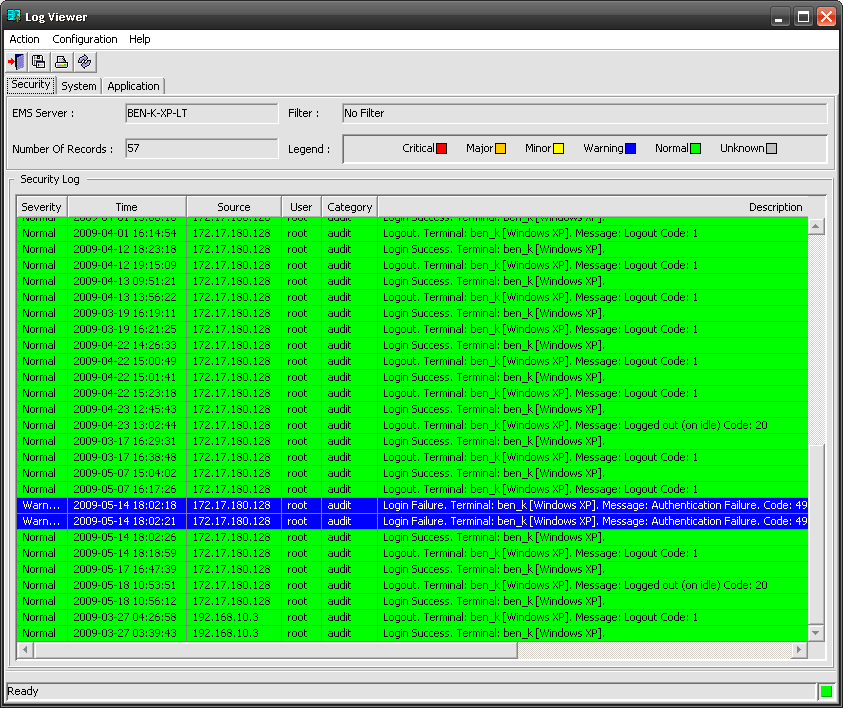 Log Viewer
Action Configuration Help
Security System Application
EMS Server : BEN-K-XP-LT Filter : No Filter
Number Of Records : 57 Legend : Critical Major Minor Warning Normal Unknown
Security Log
Severity Time Source User Category Description
Normal 2009-04-01 15:00:10 172.17.180.128 root audit Login Success. Terminal: ben_k [Windows XP].
Normal 2009-04-01 16:14:54 172.17.180.128 root audit Logout. Terminal: ben_k [Windows XP]. Message: Logout Code: 1
Normal 2009-04-12 18:23:18 172.17.180.128 root audit Login Success. Terminal: ben_k [Windows XP].
Normal 2009-04-12 19:15:09 172.17.180.128 root audit Logout. Terminal: ben_k [Windows XP]. Message: Logout Code: 1
Normal 2009-04-13 09:51:21 172.17.180.128 root audit Login Success. Terminal: ben_k [Windows XP].
Normal 2009-04-13 13:56:22 172.17.180.128 root audit Logout. Terminal: ben_k [Windows XP]. Message: Logout Code: 1
Normal 2009-03-19 16:19:11 172.17.180.128 root audit Login Success. Terminal: ben_k [Windows XP].
Normal 2009-03-19 16:21:25 172.17.180.128 root audit Logout. Terminal: ben_k [Windows XP]. Message: Logout Code: 1
Normal 2009-04-22 14:26:33 172.17.180.128 root audit Login Success. Terminal: ben_k [Windows XP].
Normal 2009-04-22 15:00:49 172.17.180.128 root audit Logout. Terminal: ben_k [Windows XP]. Message: Logout Code: 1
Normal 2009-04-22 15:01:41 172.17.180.128 root audit Login Success. Terminal: ben_k [Windows XP].
Normal 2009-04-22 15:23:18 172.17.180.128 root audit Logout. Terminal: ben_k [Windows XP]. Message: Logout Code: 1
Normal 2009-04-23 12:45:43 172.17.180.128 root audit Login Success. Terminal: ben_k [Windows XP].
Normal 2009-04-23 13:02:44 172.17.180.128 root audit Logout. Terminal: ben_k [Windows XP]. Message: Logged out (on idle) Code: 20
Normal 2009-03-17 16:29:31 172.17.180.128 root audit Login Success. Terminal: ben_k [Windows XP].
Normal 2009-03-17 16:38:48 172.17.180.128 root audit Logout. Terminal: ben_k [Windows XP]. Message: Logout Code: 1
Normal 2009-05-07 15:04:02 172.17.180.128 root audit Login Success. Terminal: ben_k [Windows XP].
Normal 2009-05-07 16:17:26 172.17.180.128 root audit Logout. Terminal: ben_k [Windows XP]. Message: Logout Code: 1
Warn... 2009-05-14 18:02:18 172.17.180.128 root audit Login Failure. Terminal: ben_k [Windows XP]. Message: Authentication Failure. Code: 49
Warn... 2009-05-14 18:02:21 172.17.180.128 root audit Login Failure. Terminal: ben_k [Windows XP]. Message: Authentication Failure. Code: 49
Normal 2009-05-14 18:02:26 172.17.180.128 root audit Login Success. Terminal: ben_k [Windows XP].
Normal 2009-05-14 18:18:59 172.17.180.128 root audit Logout. Terminal: ben_k [Windows XP]. Message: Logout Code: 1
Normal 2009-05-17 16:47:39 172.17.180.128 root audit Login Success. Terminal: ben_k [Windows XP].
Normal 2009-05-18 10:53:51 172.17.180.128 root audit Logout. Terminal: ben_k [Windows XP]. Message: Logged out (on idle) Code: 20
Normal 2009-05-18 10:56:12 172.17.180.128 root audit Login Success. Terminal: ben_k [Windows XP].
Normal 2009-03-27 04:26:58 192.168.10.3 root audit Logout. Terminal: ben_k [Windows XP]. Message: Logout Code: 1
Normal 2009-03-27 03:39:43 192.168.10.3 root audit Login Success. Terminal: ben_k [Windows XP].
Ready